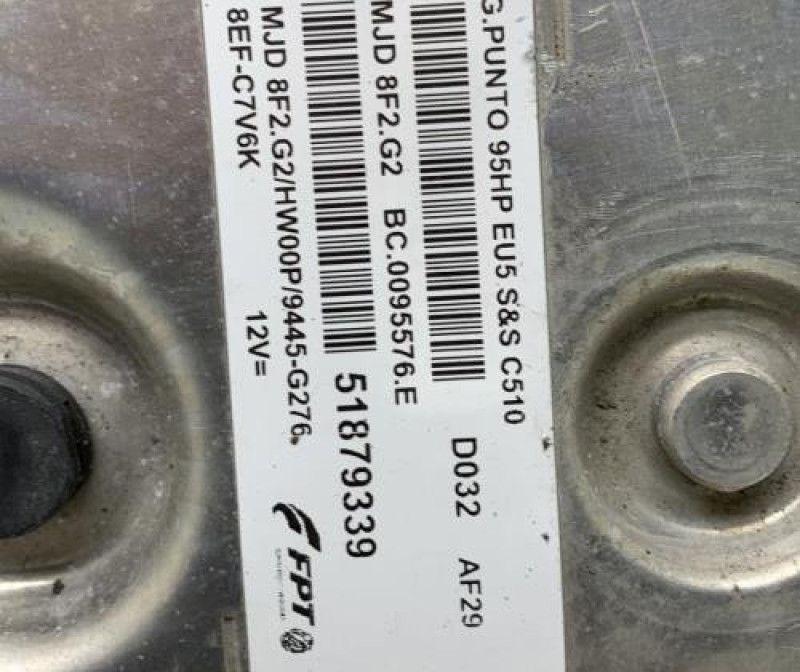 G.PUNTO 95HP EU5 S&S C510
D032 AF29
MJD 8F2.G2 BC.0095576.E
51879339
MJD 8F2.G2/HW00P/9445-G276
8EF-C7V6K 12V=
FPT